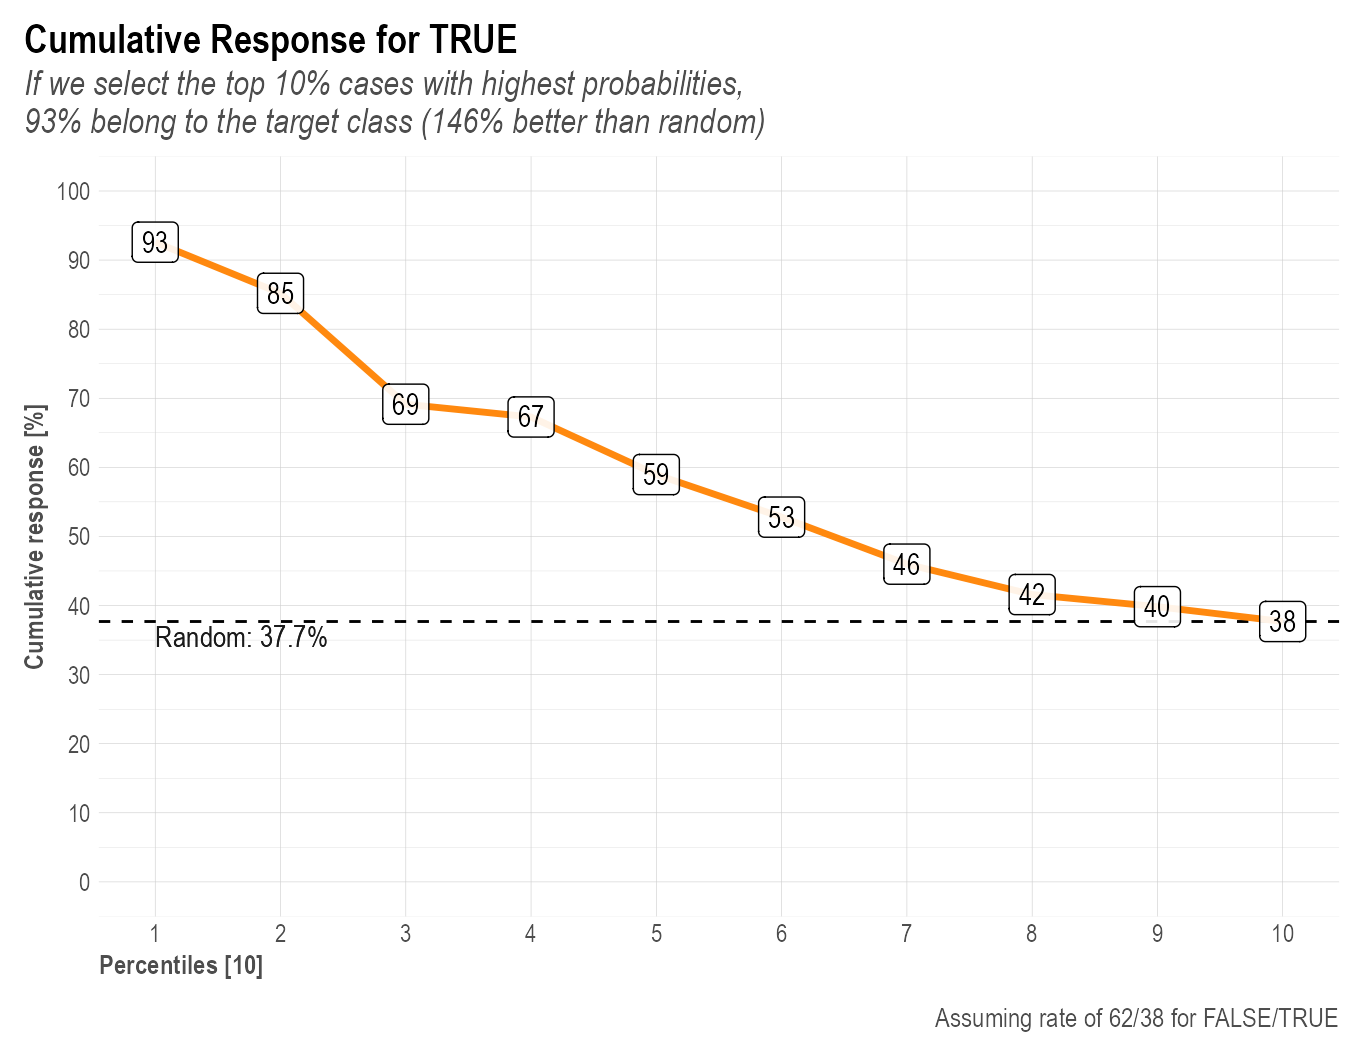 Cumulative Response for TRUE
If we select the top 10% cases with highest probabilities,
93% belong to the target class (146% better than random)
Cumulative response [%]
100
90
80
70
60
50
40
30
20
10
0
93
85
69
67
59
53
46
42
40
38
Random: 37.7%
1 2 3 4 5 6 7 8 9 10
Percentiles [10]
Assuming rate of 62/38 for FALSE/TRUE